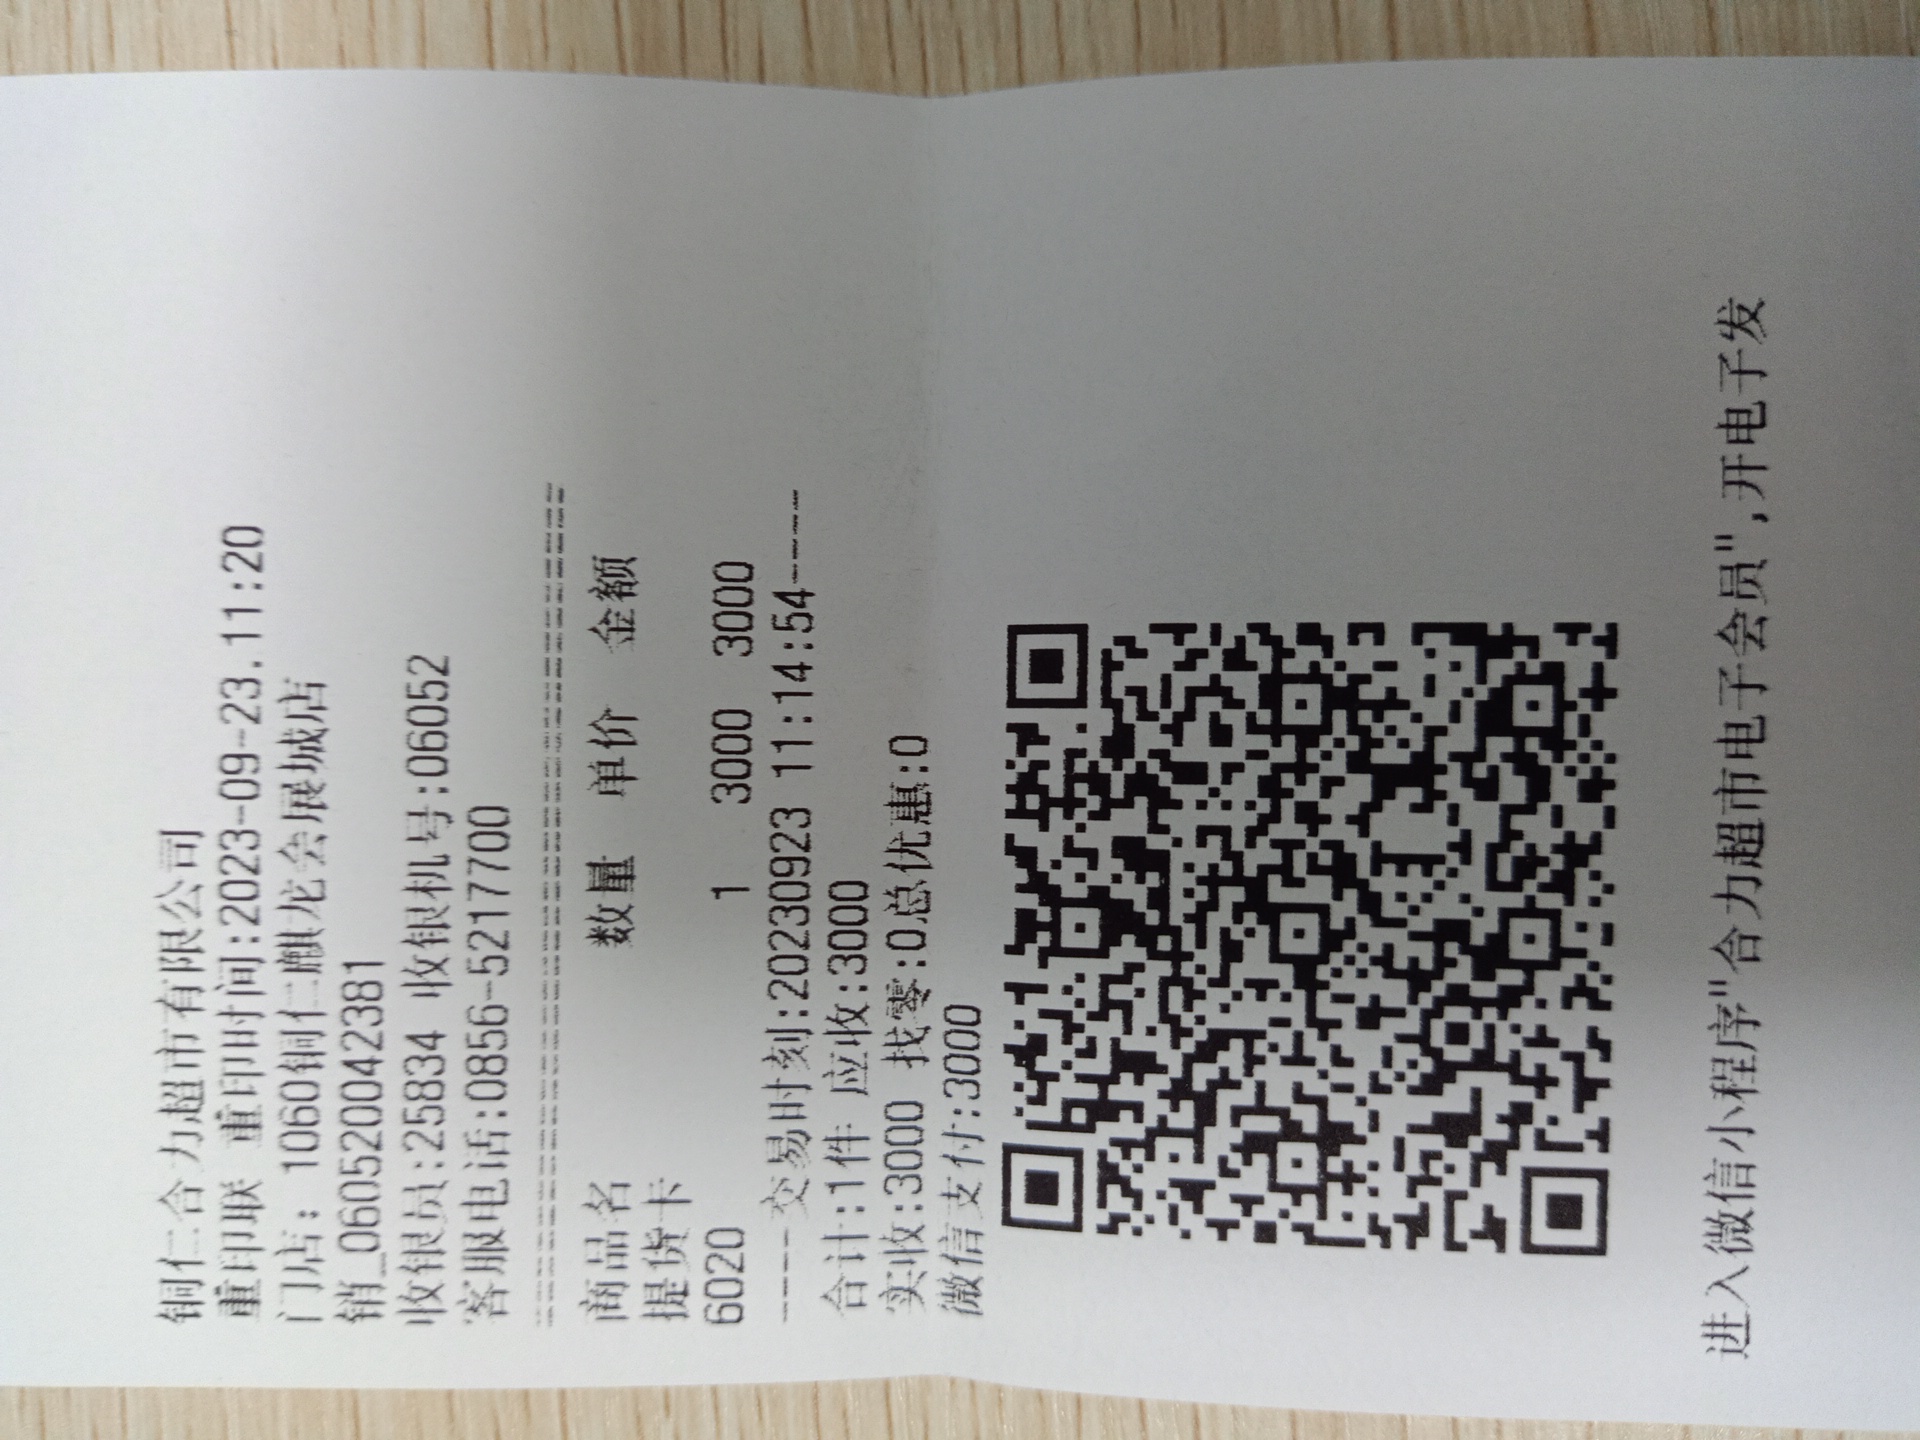 铜仁合力超市有限公司
重印联 重印时间:2023-09-23.11:20
门店: 1060铜仁麒龙会展城店
销_060520042381
收银员:25834 收银机号:06052
客服电话:0856-5217700
商品名 数量 单价 金额
提货卡
6020 1 3000 3000
----交易时刻:20230923 11:14:54----
合计:1件 应收:3000
实收:3000 找零:0总优惠:0
微信支付:3000
进入微信小程序"合力超市电子会员",开电子发